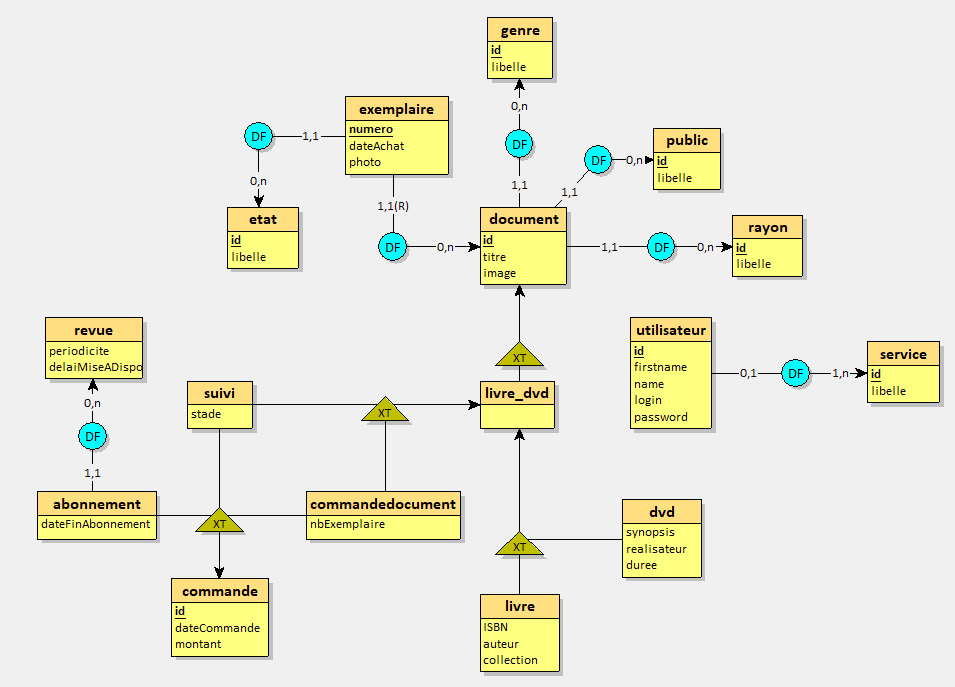 genre
id
libelle
0,n
DF
1,1
exemplaire
numero
dateAchat
photo
1,1
DF
0,n
etat
id
libelle
1,1(R)
DF
0,n
public
id
libelle
DF
0,n
1,1
document
id
titre
image
1,1
DF
0,n
rayon
id
libelle
revue
periodicite
delaiMiseADispo
0,n
DF
1,1
utilisateur
id
firstname
name
login
password
0,1
DF
1,n
service
id
libelle
XT
suivi
stade
XT
livre_dvd
abonnement
dateFinAbonnement
XT
commandedocument
nbExemplaire
commande
id
dateCommande
montant
XT
dvd
synopsis
realisateur
duree
livre
ISBN
auteur
collection